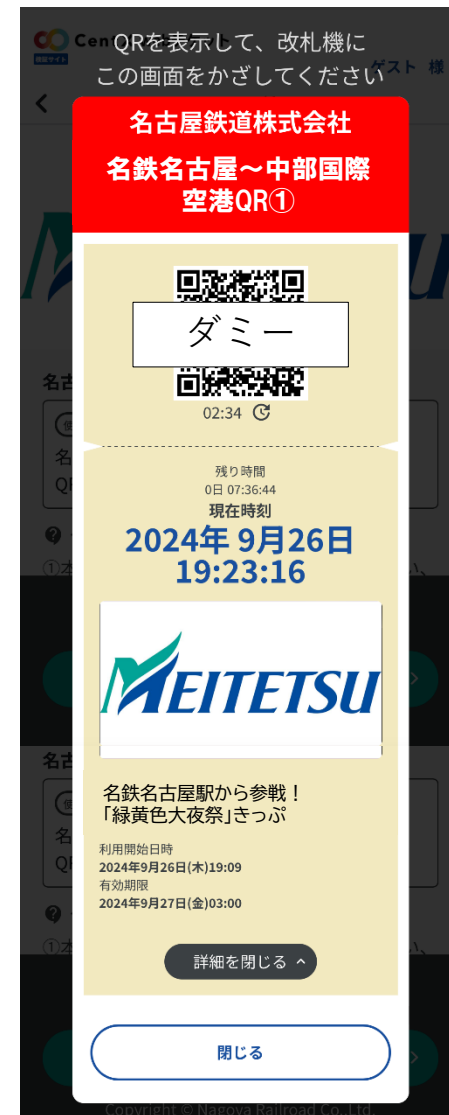 QRを表示して、改札機に
この画面をかざしてください
ゲスト 様
名古屋鉄道株式会社
名鉄名古屋～中部国際
空港QR①
ダミー
02:34
残り時間
0日 07:36:44
現在時刻
2024年 9月26日
19:23:16
MEITETSU
名鉄名古屋駅から参戦！
「緑黄色大夜祭」きっぷ
利用開始日時
2024年9月26日(木)19:09
有効期限
2024年9月27日(金)03:00
詳細を閉じる
閉じる
Copyright © Nagoya Railroad Co., Ltd.